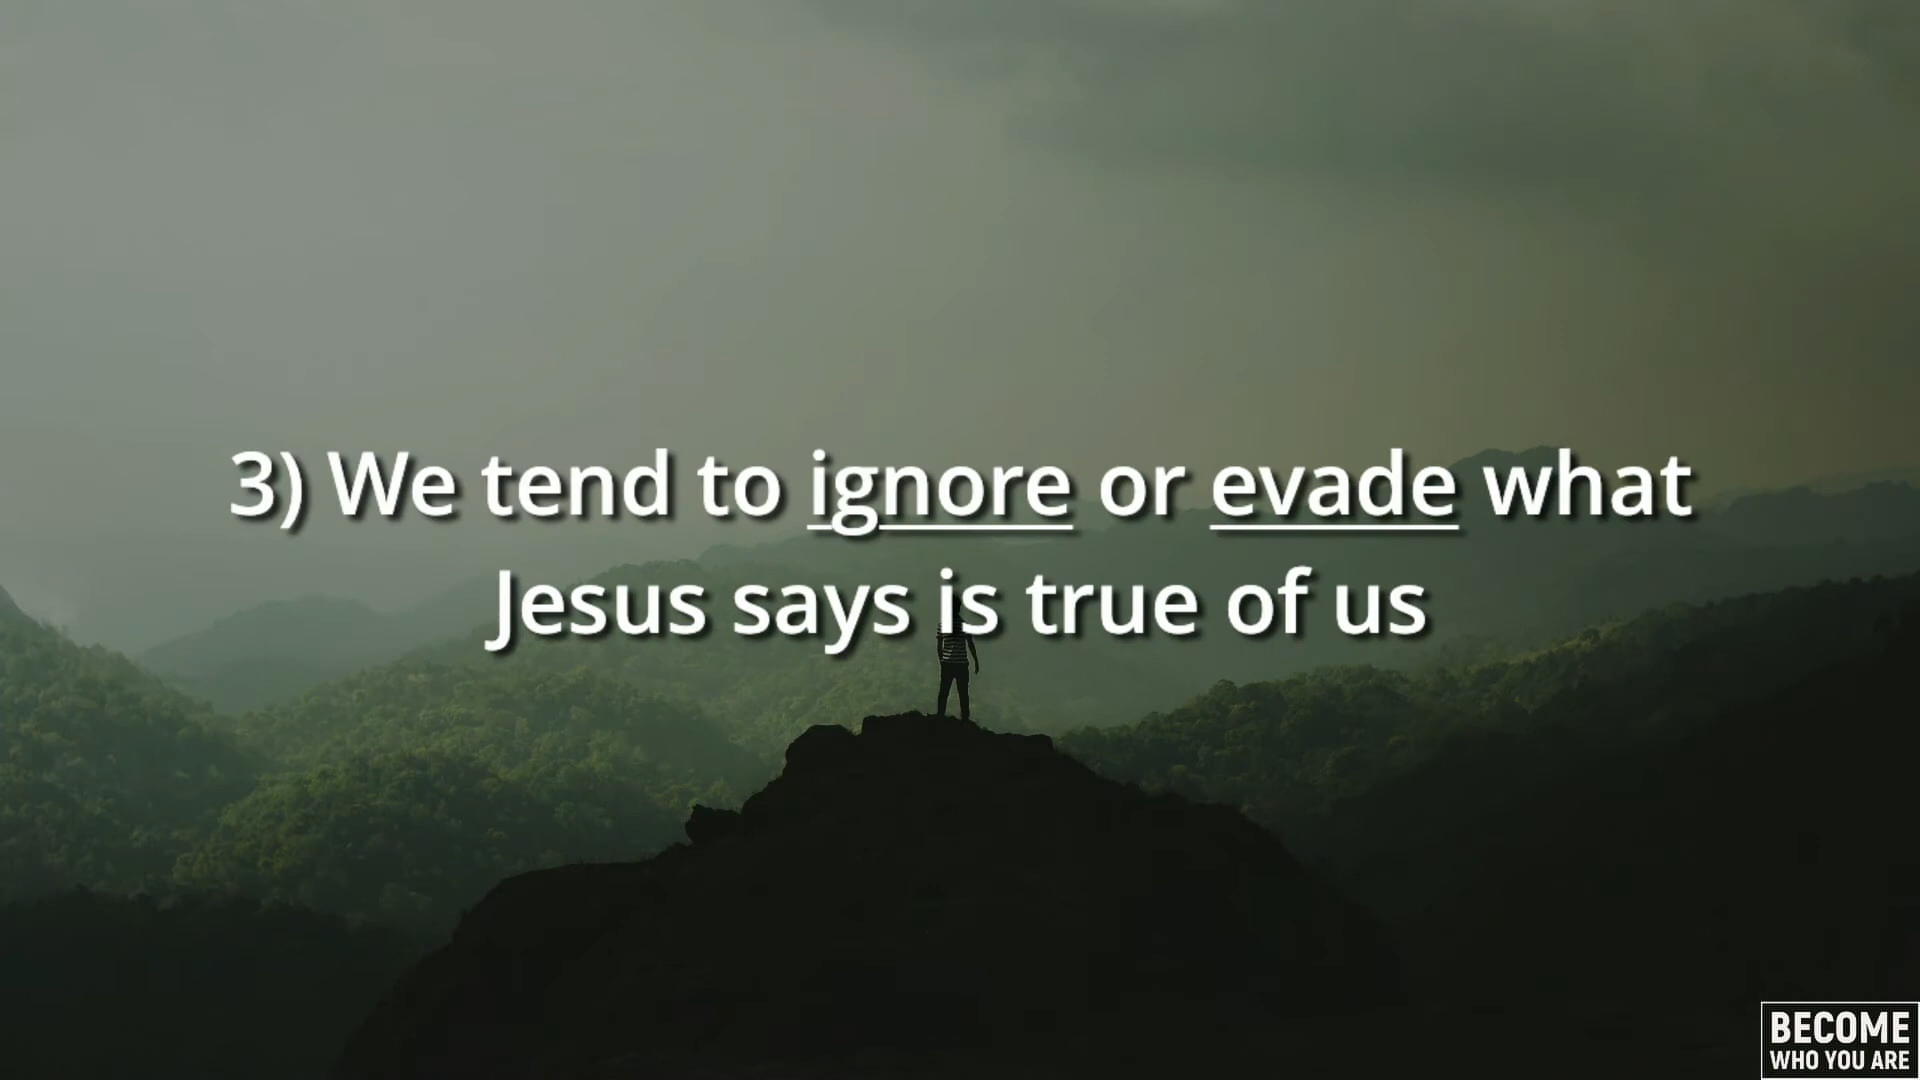 3) We tend to ignore or evade what
Jesus says is true of us
BECOME
WHO YOU ARE